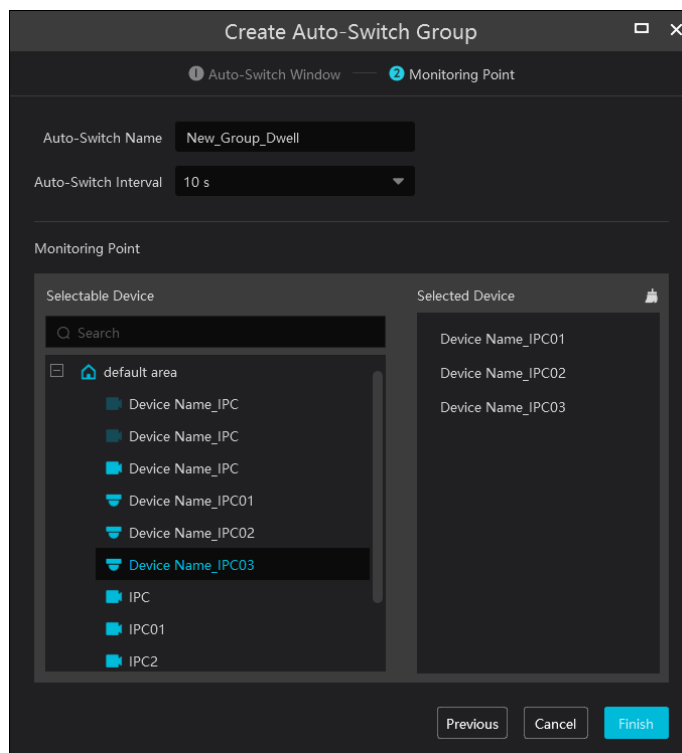 Create Auto-Switch Group
1 Auto-Switch Window 2 Monitoring Point
Auto-Switch Name New_Group_Dwell
Auto-Switch Interval 10 s
Monitoring Point
Selectable Device
Search
default area
Device Name_IPC
Device Name_IPC
Device Name_IPC
Device Name_IPC01
Device Name_IPC02
Device Name_IPC03
IPC
IPC01
IPC2
Selected Device
Device Name_IPC01
Device Name_IPC02
Device Name_IPC03
Previous Cancel Finish